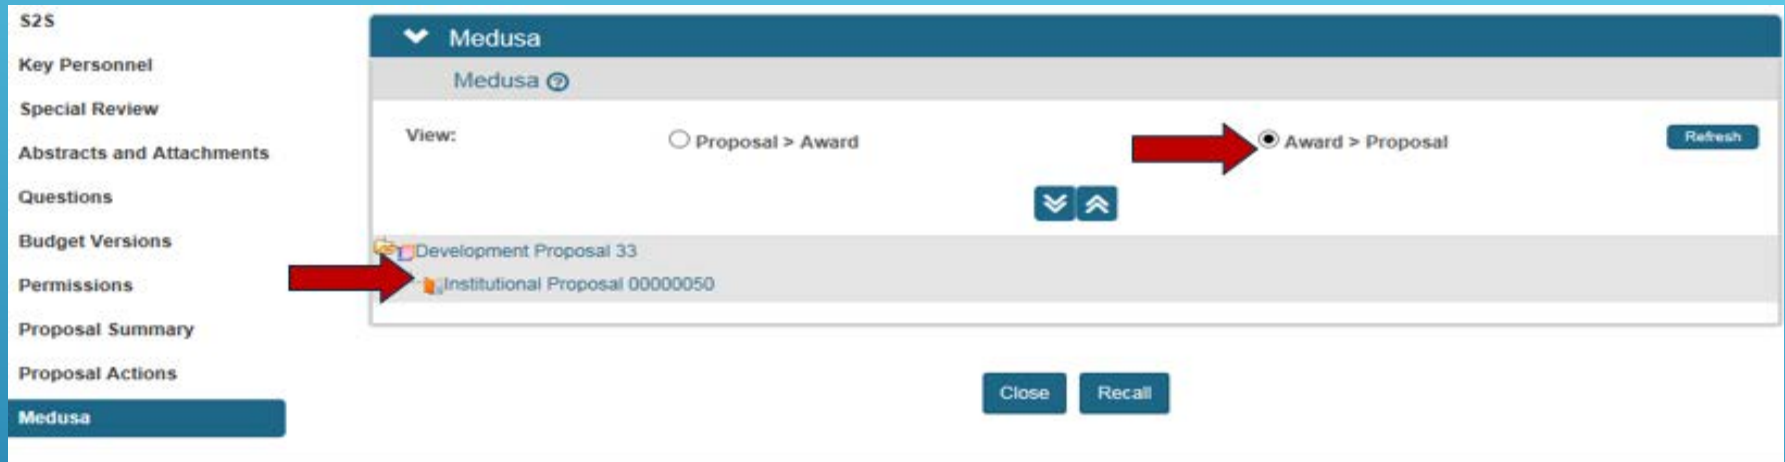 S2S
Key Personnel
Special Review
Abstracts and Attachments
Questions
Budget Versions
Permissions
Proposal Summary
Proposal Actions
Medusa
Medusa
Medusa ?
View:
Proposal > Award
Award > Proposal
Refresh
Development Proposal 33
Institutional Proposal 00000050
Close
Recall